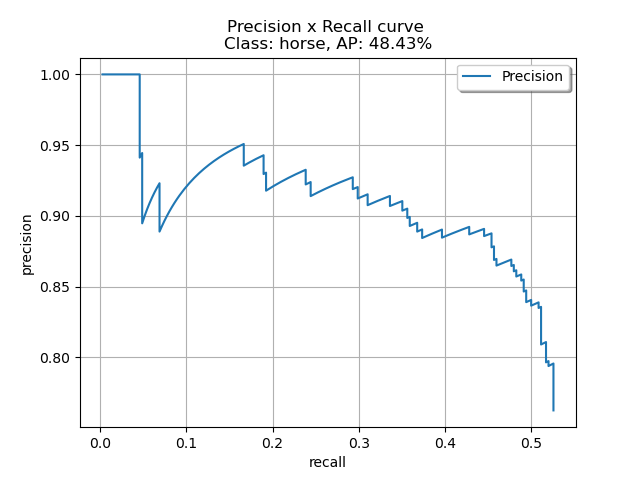 Precision x Recall curve
Class: horse, AP: 48.43%
Precision
1.00
0.95
0.90
0.85
0.80
precision
0.0 0.1 0.2 0.3 0.4 0.5
recall